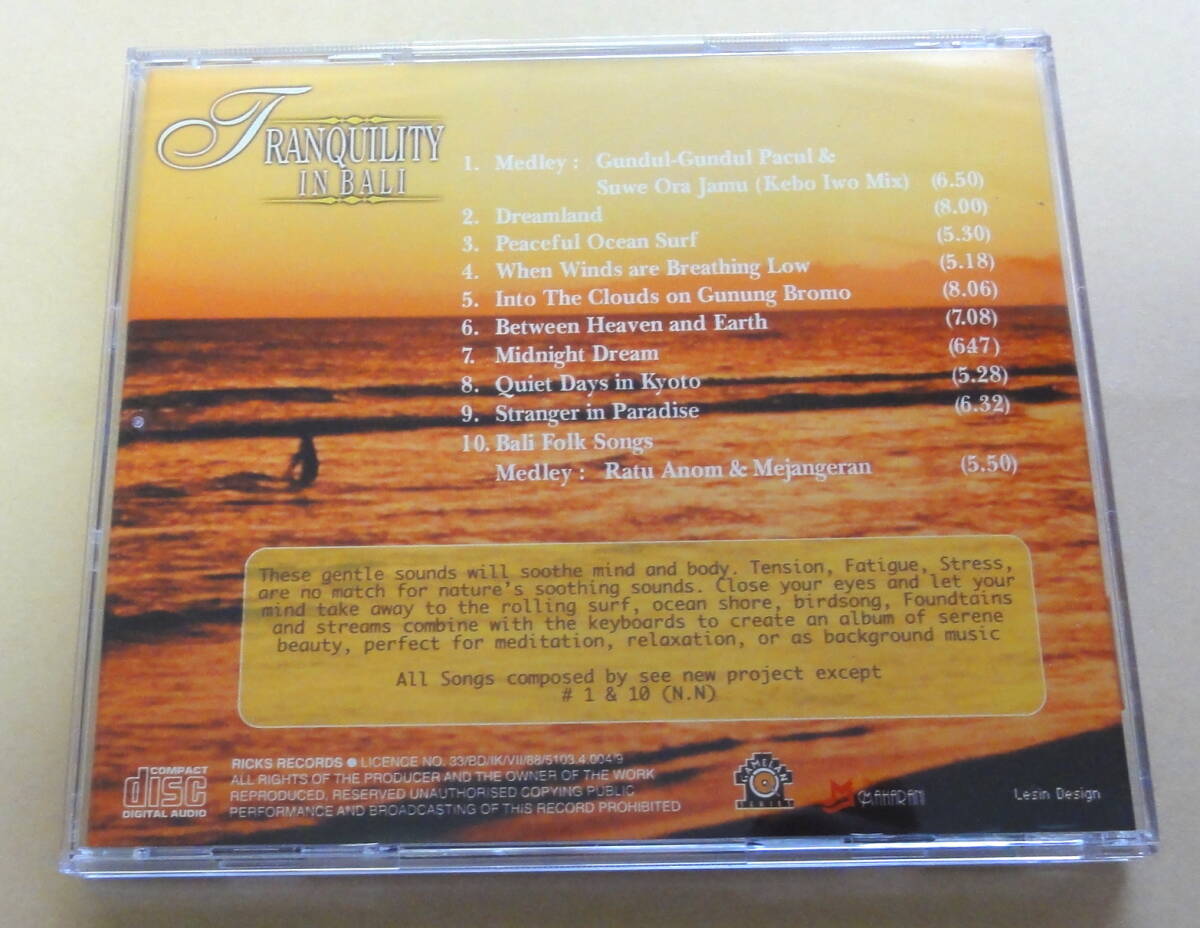 TRANQUILITY
IN BALI
1. Medley : Gundul-Gundul Pacul &
Suwe Ora Jamu (Kebo Iwo Mix) (6.50)
2. Dreamland (8.00)
3. Peaceful Ocean Surf (5.30)
4. When Winds are Breathing Low (5.18)
5. Into The Clouds on Gunung Bromo (8.06)
6. Between Heaven and Earth (7.08)
7. Midnight Dream (647)
8. Quiet Days in Kyoto (5.28)
9. Stranger in Paradise (6.32)
10. Bali Folk Songs
Medley : Ratu Anom & Mejangeran (5.50)
These gentle sounds will soothe mind and body. Tension, Fatigue, Stress,
are no match for nature's soothing sounds. Close your eyes and let your
mind take away to the rolling surf, ocean shore, birdsong, Foundtains
and streams combine with the keyboards to create an album of serene
beauty, perfect for meditation, relaxation, or as background music
All Songs composed by see new project except
# 1 & 10 (N.N)
COMPACT
disc
DIGITAL AUDIO
RICKS RECORDS ● LICENCE NO. 33/BD/IK/VII/88/5103.4.004'9
ALL RIGHTS OF THE PRODUCER AND THE OWNER OF THE WORK
REPRODUCED, RESERVED UNAUTHORISED COPYING PUBLIC
PERFORMANCE AND BROADCASTING OF THIS RECORD PROHIBITED
GAMELAN
SERIES
MAHARANI
Lesin Design